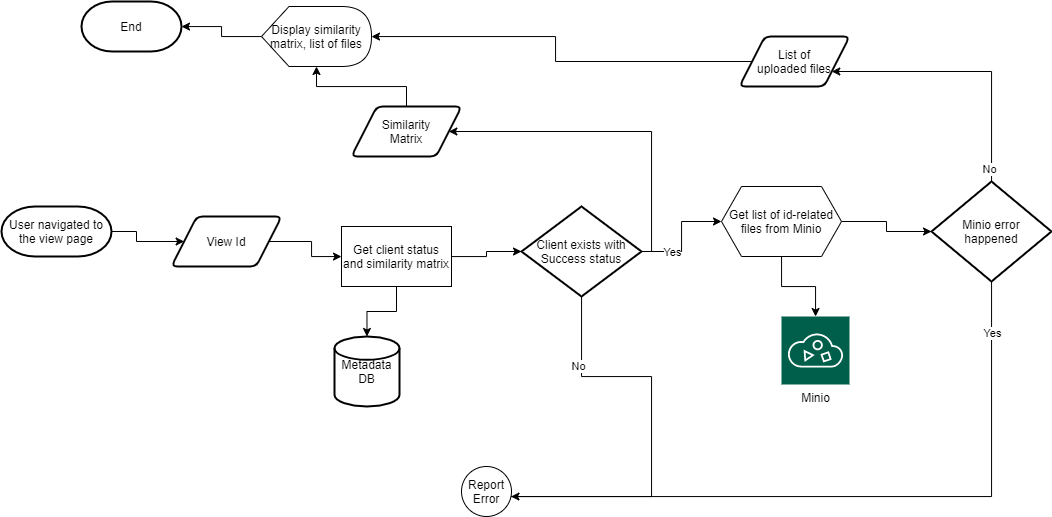 End
Display similarity
matrix, list of files
List of
uploaded files
Similarity
Matrix
No
User navigated to
the view page
View Id
Get client status
and similarity matrix
Client exists with
Success status
Yes
Get list of id-related
files from Minio
Minio error
happened
Yes
Metadata
DB
No
Minio
Report
Error